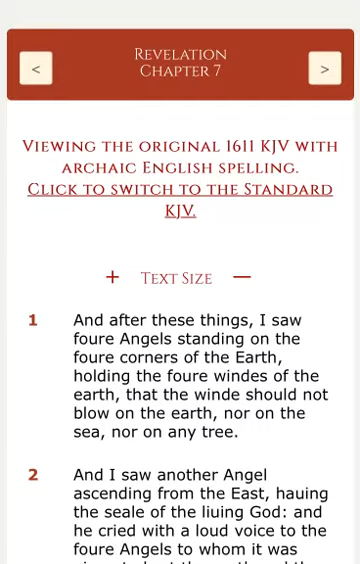 Revelation
Chapter 7
<
>
Viewing the original 1611 KJV with
archaic English spelling.
Click to switch to the Standard
KJV.
+ Text Size −
1 And after these things, I saw
foure Angels standing on the
foure corners of the Earth,
holding the foure windes of the
earth, that the winde should not
blow on the earth, nor on the
sea, nor on any tree.
2 And I saw another Angel
ascending from the East, hauing
the seale of the liuing God: and
he cried with a loud voice to the
foure Angels to whom it was